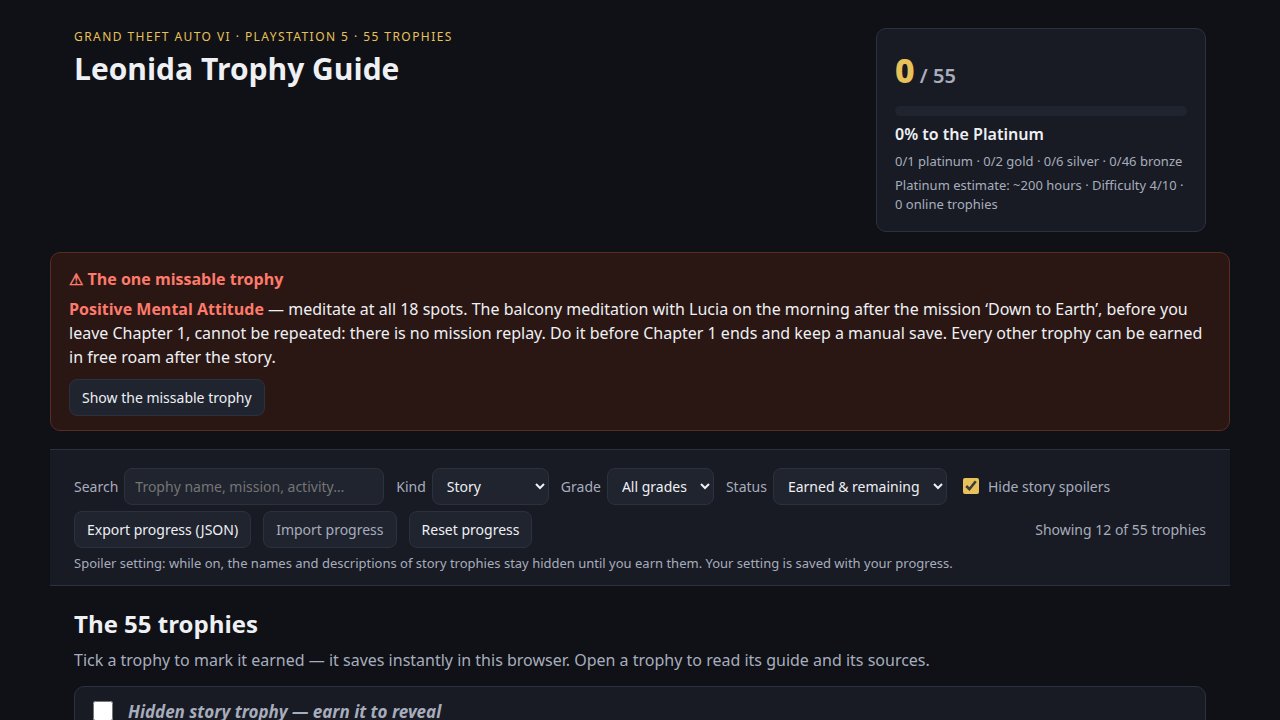 GRAND THEFT AUTO VI · PLAYSTATION 5 · 55 TROPHIES
Leonida Trophy Guide
0 / 55
0% to the Platinum
0/1 platinum · 0/2 gold · 0/6 silver · 0/46 bronze
Platinum estimate: ~200 hours · Difficulty 4/10 ·
0 online trophies
⚠ The one missable trophy
Positive Mental Attitude — meditate at all 18 spots. The balcony meditation with Lucia on the morning after the mission ‘Down to Earth’, before you
leave Chapter 1, cannot be repeated: there is no mission replay. Do it before Chapter 1 ends and keep a manual save. Every other trophy can be earned
in free roam after the story.
Show the missable trophy
Search Trophy name, mission, activity... Kind Story Grade All grades Status Earned & remaining Hide story spoilers
Export progress (JSON) Import progress Reset progress Showing 12 of 55 trophies
Spoiler setting: while on, the names and descriptions of story trophies stay hidden until you earn them. Your setting is saved with your progress.
The 55 trophies
Tick a trophy to mark it earned — it saves instantly in this browser. Open a trophy to read its guide and its sources.
Hidden story trophy — earn it to reveal